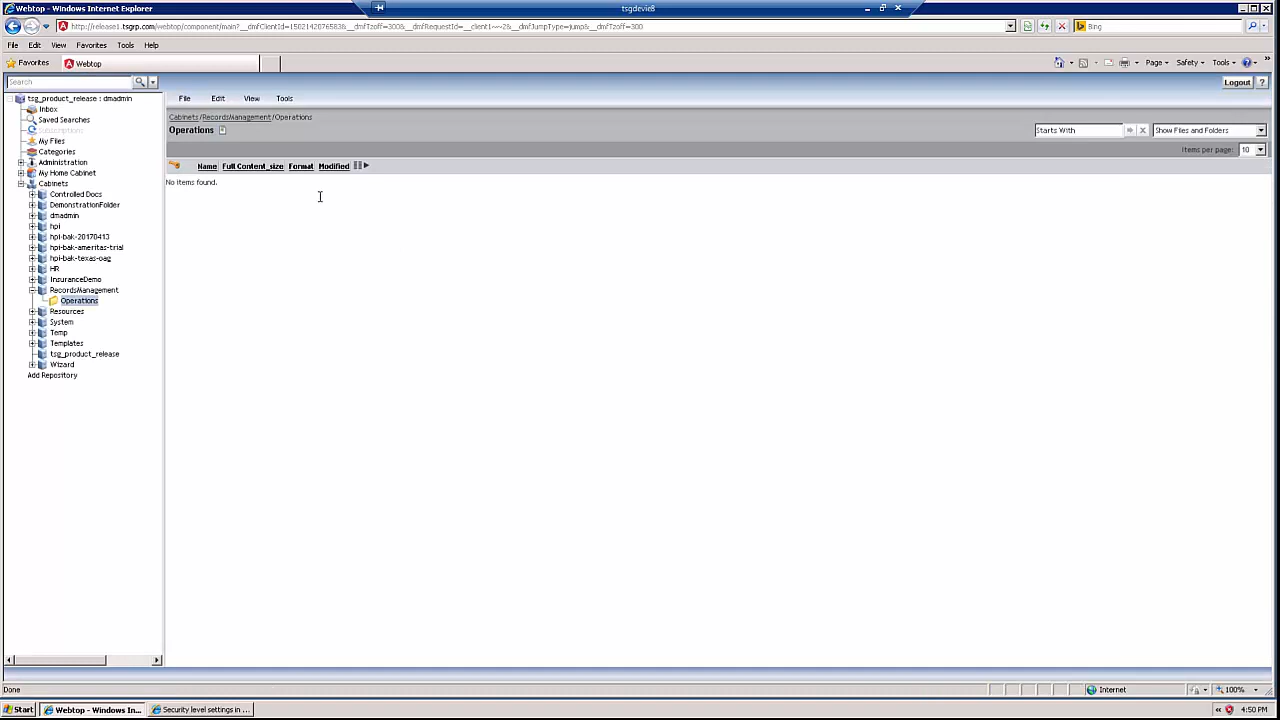 Webtop - Windows Internet Explorer
tsgdevie8
Bing
File Edit View Favorites Tools Help
Favorites Webtop Page Safety Tools
Search
Logout ?
tsg_product_release : dmadmin
Inbox
Saved Searches
Subscriptions
My Files
Categories
Administration
My Home Cabinet
Cabinets
Controlled Docs
DemonstrationFolder
dmadmin
hpi
hpi-bak-20170413
hpi-bak-ameritas-trial
hpi-bak-texas-oag
HR
InsuranceDemo
RecordsManagement
Operations
Resources
System
Temp
Templates
tsg_product_release
Wizard
Add Repository
File Edit View Tools
Cabinets/RecordsManagement/Operations
Operations
Starts With Show Files and Folders
Items per page: 10
Name Full Content_size Format Modified
No items found.
Done Internet 100%
Start Webtop - Windows In... Security level settings in ... 4:50 PM